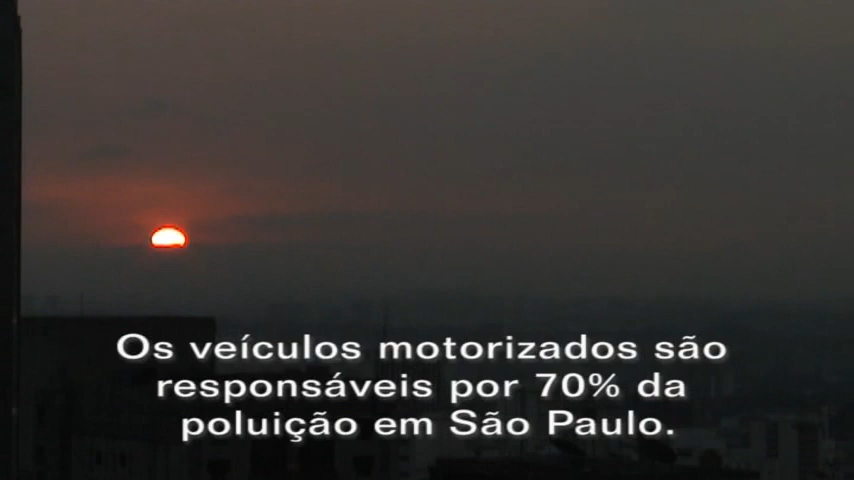 Os veículos motorizados são
responsáveis por 70% da
poluição em São Paulo.